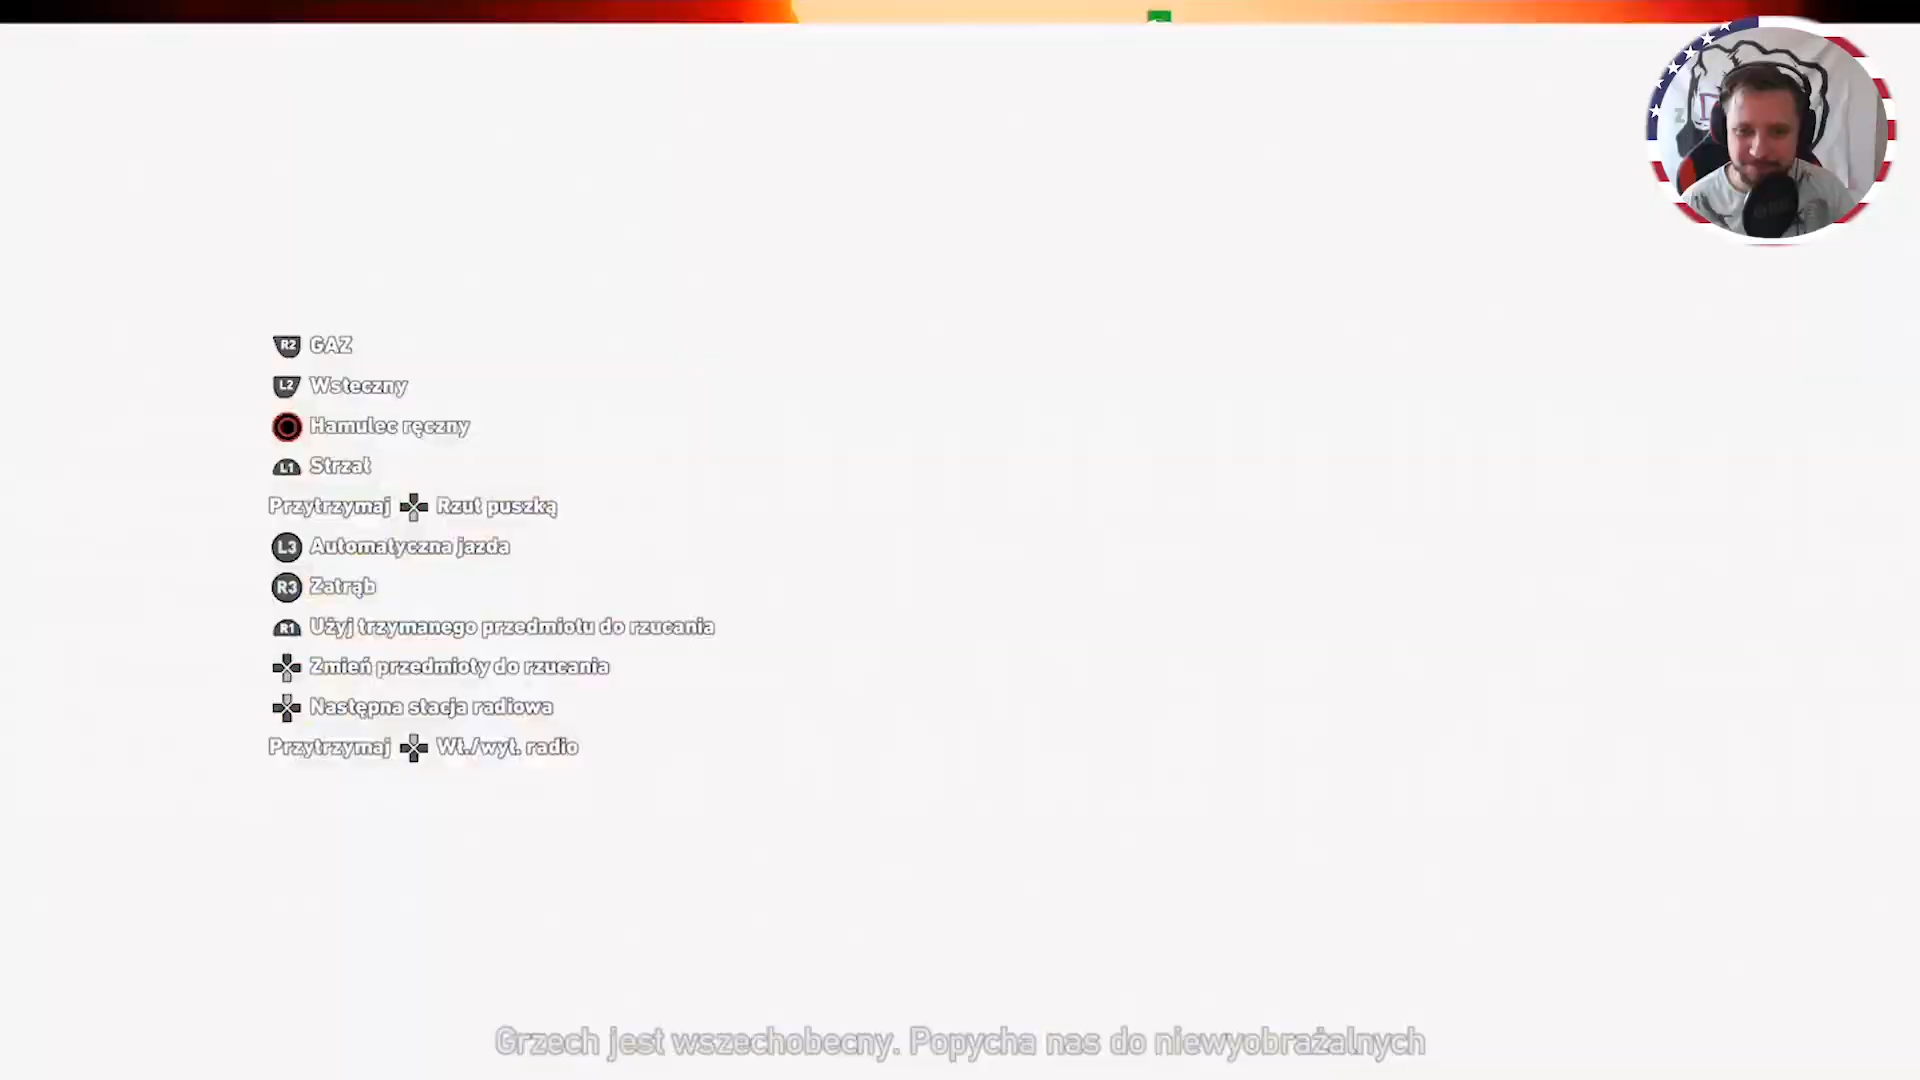 R2 GAZ
L2 Wsteczny
Hamulec ręczny
L1 Strzał
Przytrzymaj Rzut puszką
L3 Automatyczna jazda
R3 Zatrąb
R1 Użyj trzymanego przedmiotu do rzucania
Zmień przedmioty do rzucania
Następna stacja radiowa
Przytrzymaj Wł./wył. radio
Grzech jest wszechobecny. Popycha nas do niewyobrażalnych